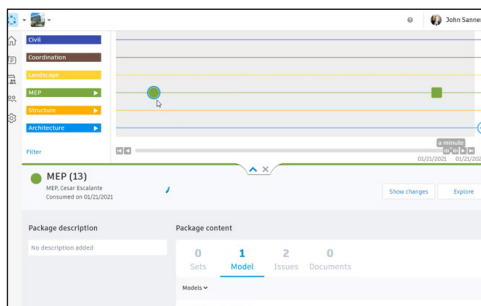 John Sanner
Civil
Coordination
Landscape
MEP
Structure
Architecture
Filter
a minute
01/21/2021 01/21/202
MEP (13)
MEP, Cesar Escalante
Consumed on 01/21/2021
Show changes
Explore
Package description
Package content
No description added
0 1 2 0
Sets Model Issues Documents
Models